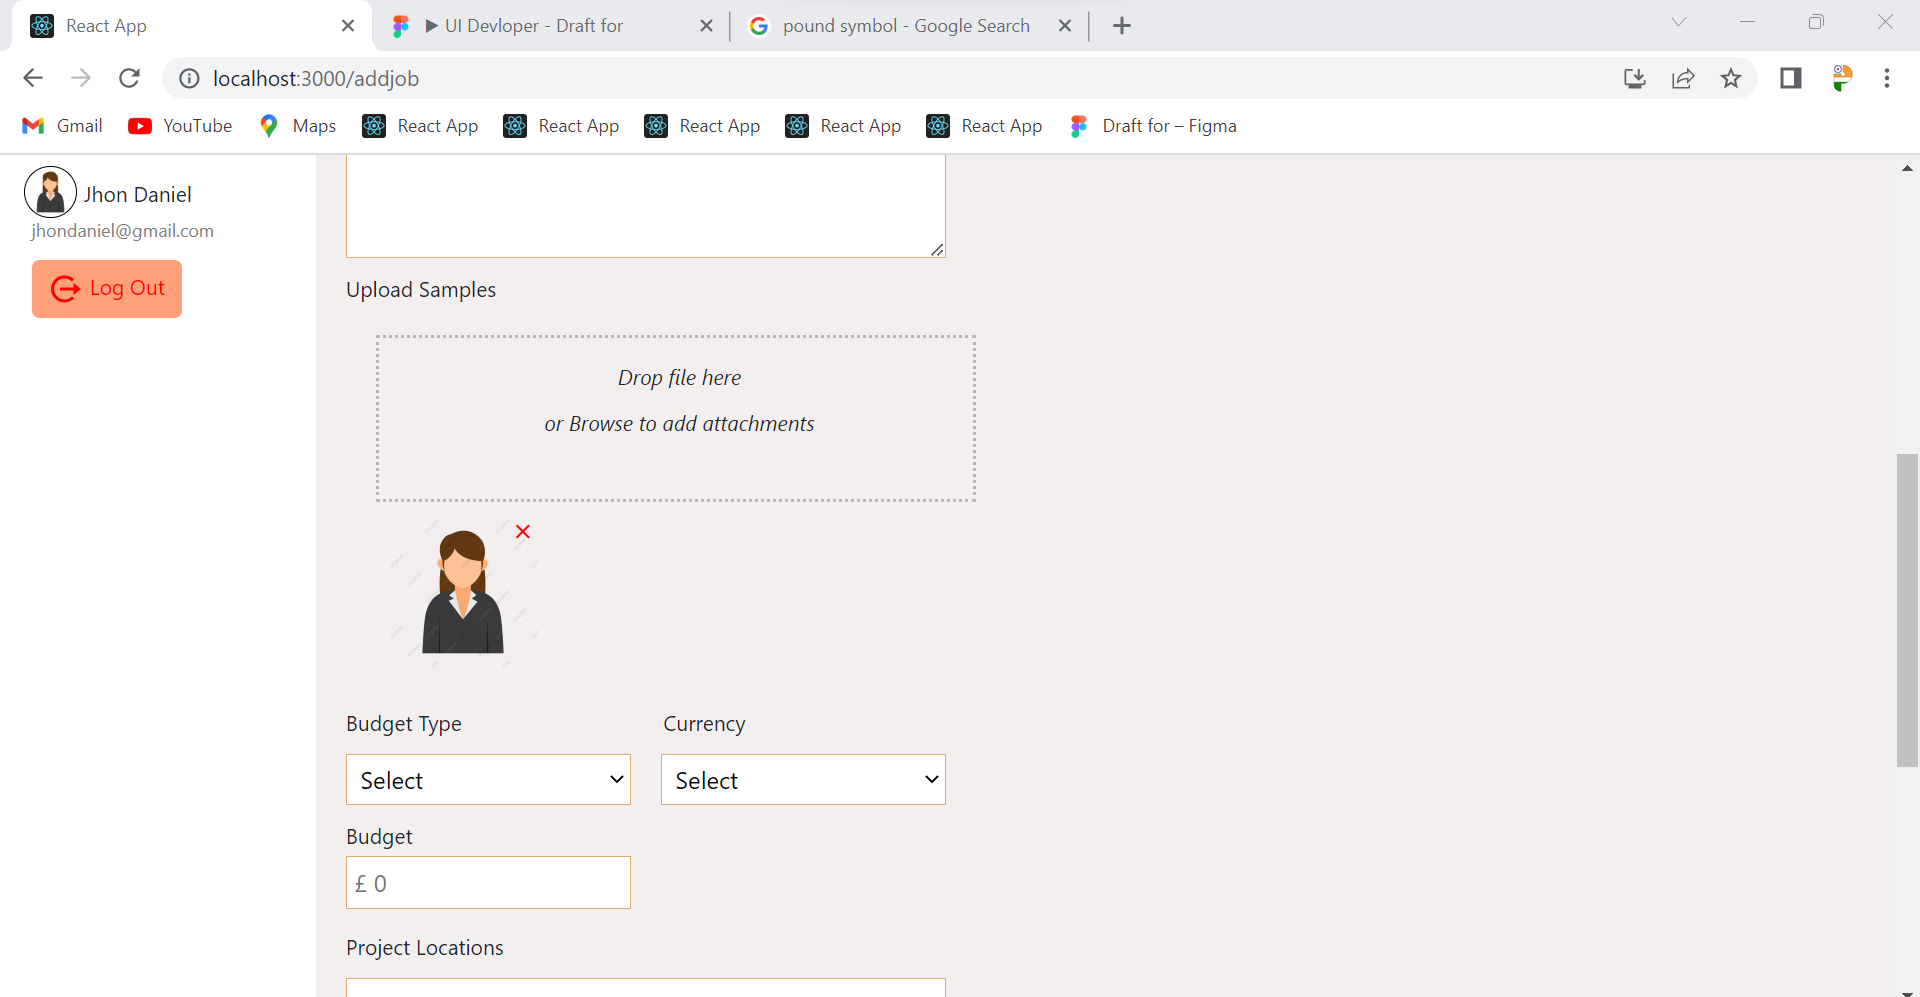 React App
▶ UI Devloper - Draft for
pound symbol - Google Search
localhost:3000/addjob
Gmail
YouTube
Maps
React App
React App
React App
React App
React App
Draft for – Figma
Jhon Daniel
jhondaniel@gmail.com
Log Out
Upload Samples
Drop file here
or Browse to add attachments
Budget Type
Currency
Select
Select
Budget
£ 0
Project Locations